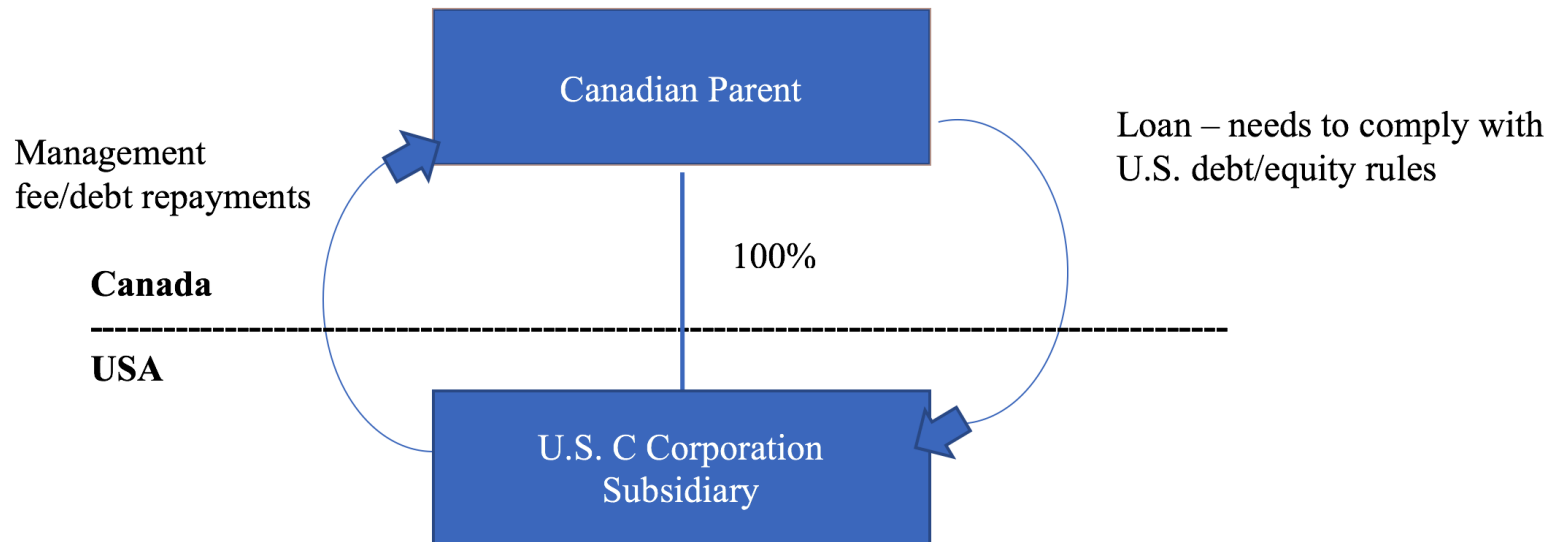 Canadian Parent
Management
fee/debt repayments
Loan – needs to comply with
U.S. debt/equity rules
100%
Canada
USA
U.S. C Corporation
Subsidiary